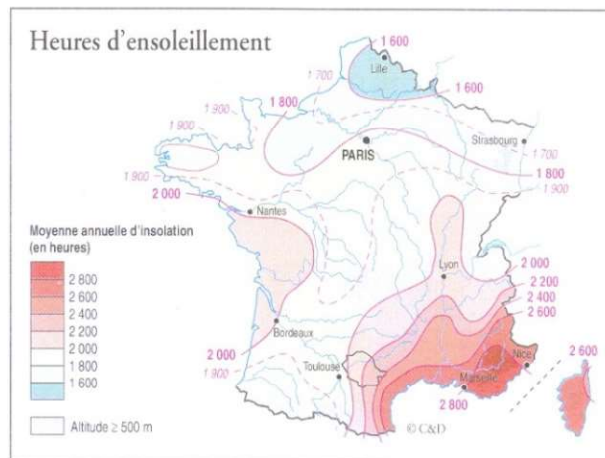 Heures d'ensoleillement
1 600
Lille
1 700
1 600
1 800
1 900
1 900
Strasbourg
PARIS
1 700
1 800
1 900
1 900
2 000
Nantes
Moyenne annuelle d'insolation
(en heures)
2 800
2 600
2 400
2 200
2 000
1 800
1 600
Lyon
2 000
2 200
2 400
2 600
Bordeaux
2 000
1 900
Toulouse
Nice
2 600
Marseille
2 800
Altitude ≥ 500 m
© C&D